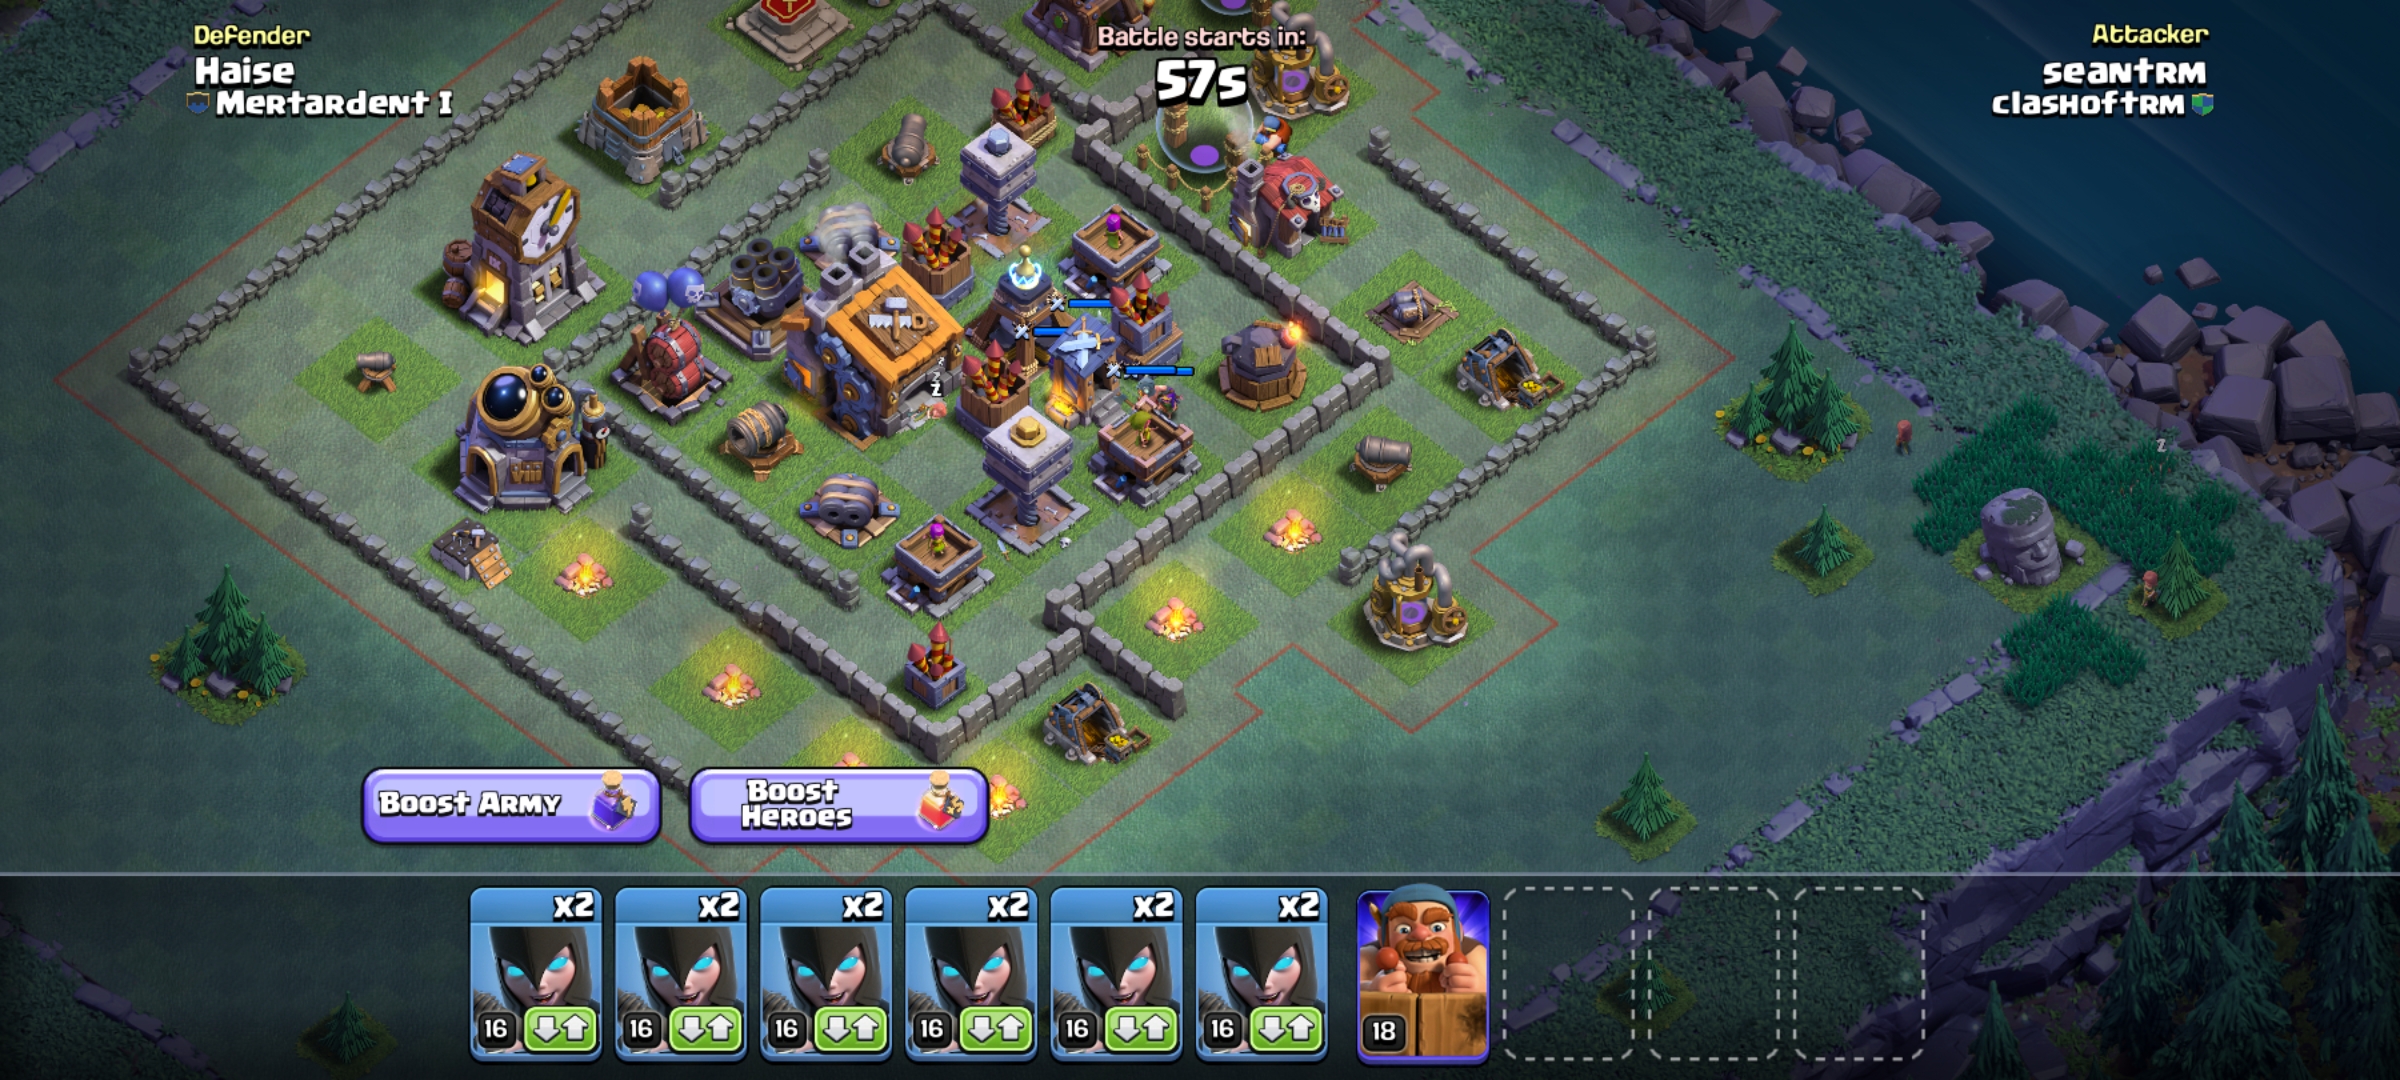 Defender
Haise
Mertardent I
Battle starts in:
57s
Attacker
seantRM
clashoftRM
Boost Army
Boost
Heroes
x2
x2
x2
x2
x2
x2
16
16
16
16
16
16
18
VIII
z
z
z
z